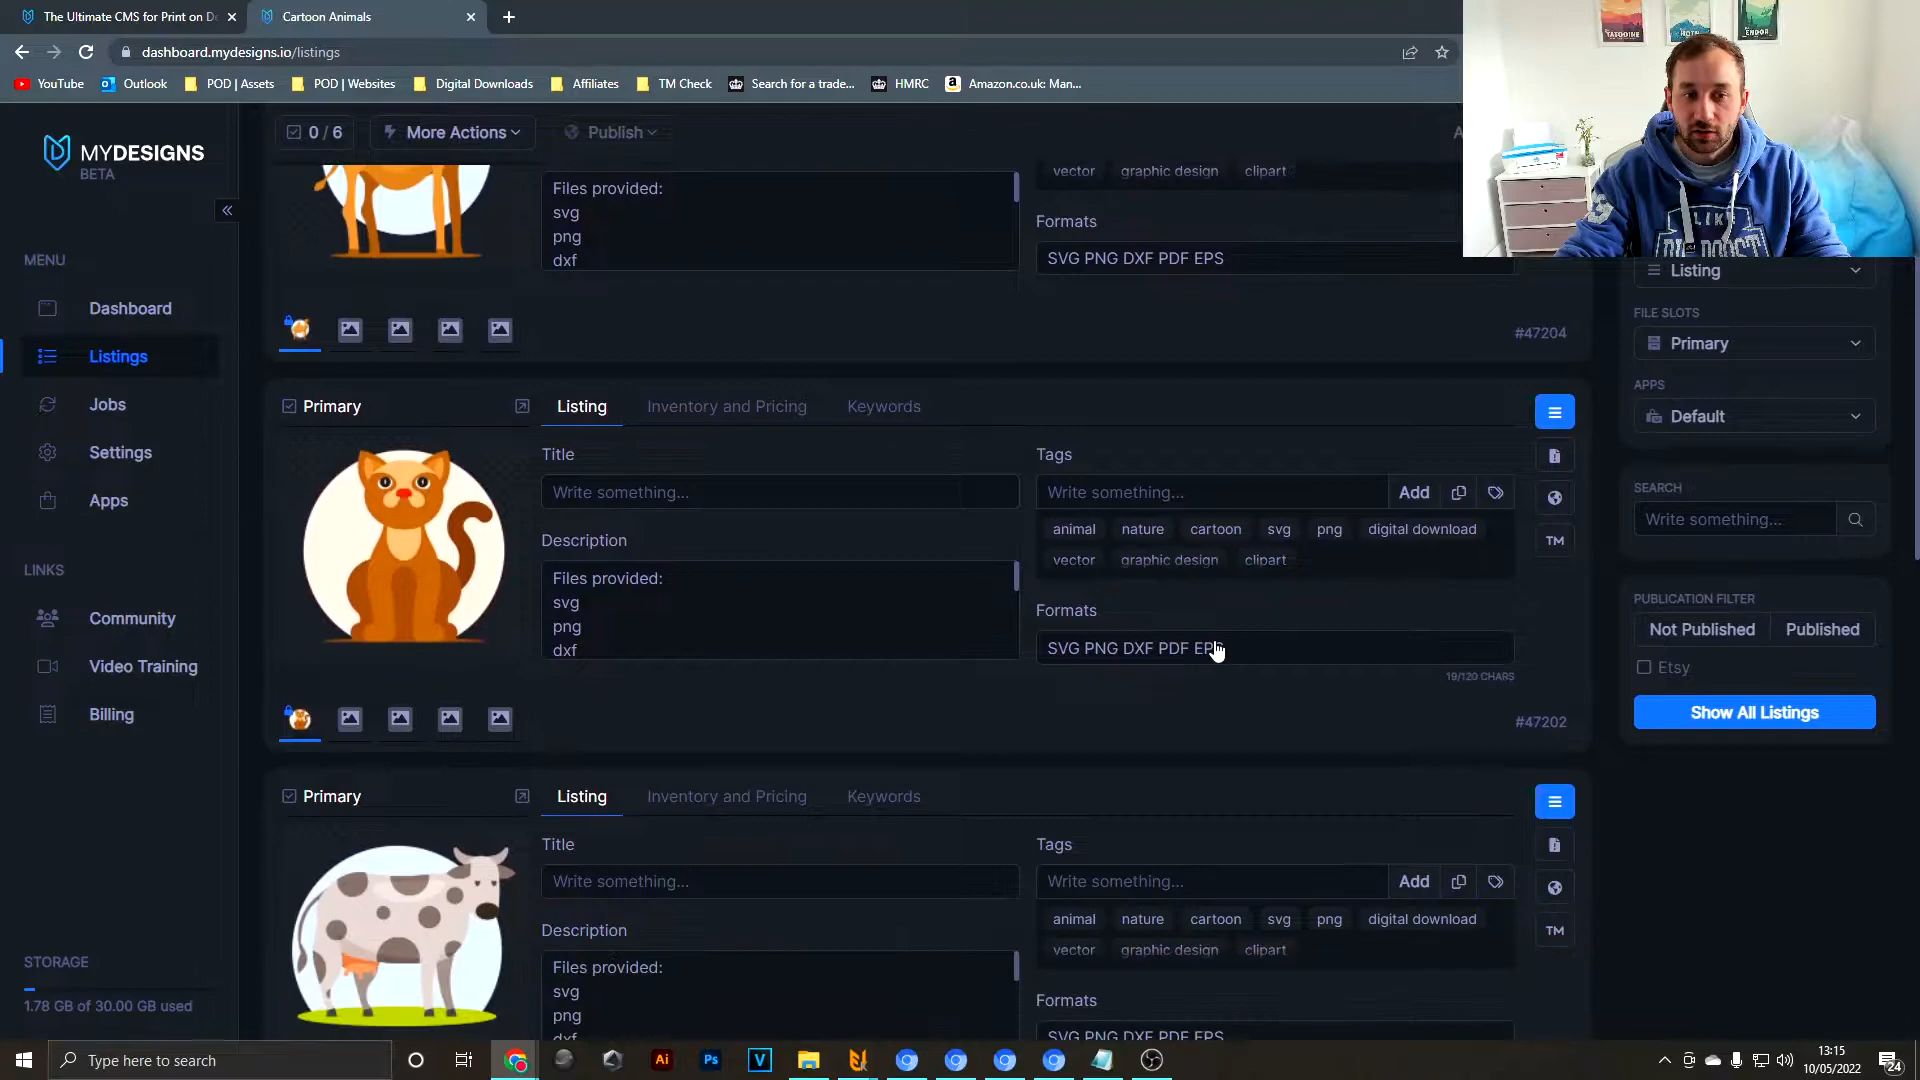 The Ultimate CMS for Print on De
Cartoon Animals
dashboard.mydesigns.io/listings
YouTube
Outlook
POD | Assets
POD | Websites
Digital Downloads
Affiliates
TM Check
Search for a trade...
HMRC
Amazon.co.uk: Man...
TATOOINE
HOTH
ENDOR
MYDESIGNS
BETA
0 / 6
More Actions
Publish
MENU
Dashboard
Listings
Jobs
Settings
Apps
LINKS
Community
Video Training
Billing
STORAGE
1.78 GB of 30.00 GB used
Files provided:
svg
png
dxf
vector
graphic design
clipart
Formats
SVG PNG DXF PDF EPS
#47204
Primary
Listing
Inventory and Pricing
Keywords
Title
Write something...
Description
Files provided:
svg
png
dxf
Tags
Write something...
Add
animal
nature
cartoon
svg
png
digital download
vector
graphic design
clipart
Formats
SVG PNG DXF PDF EPS
19/120 CHARS
#47202
TM
Primary
Listing
Inventory and Pricing
Keywords
Title
Write something...
Description
Files provided:
svg
png
dxf
Tags
Write something...
Add
animal
nature
cartoon
svg
png
digital download
vector
graphic design
clipart
Formats
SVG PNG DXF PDF EPS
TM
Listing
FILE SLOTS
Primary
APPS
Default
SEARCH
Write something...
PUBLICATION FILTER
Not Published
Published
Etsy
Show All Listings
Type here to search
Ai
Ps
V
13:15
10/05/2022
24